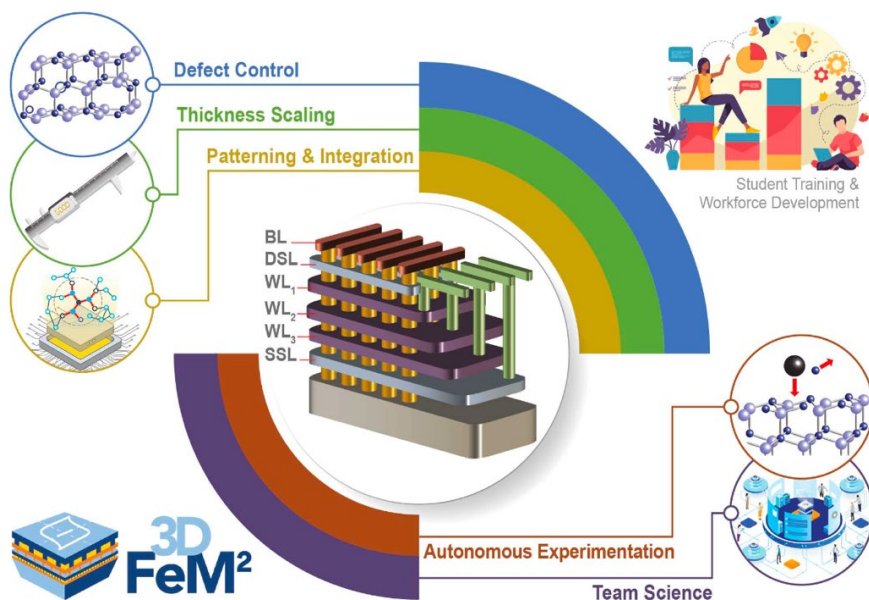 Defect Control
Thickness Scaling
Patterning & Integration
Student Training &
Workforce Development
BL
DSL
WL1
WL2
WL3
SSL
Autonomous Experimentation
Team Science
3D
FeM²